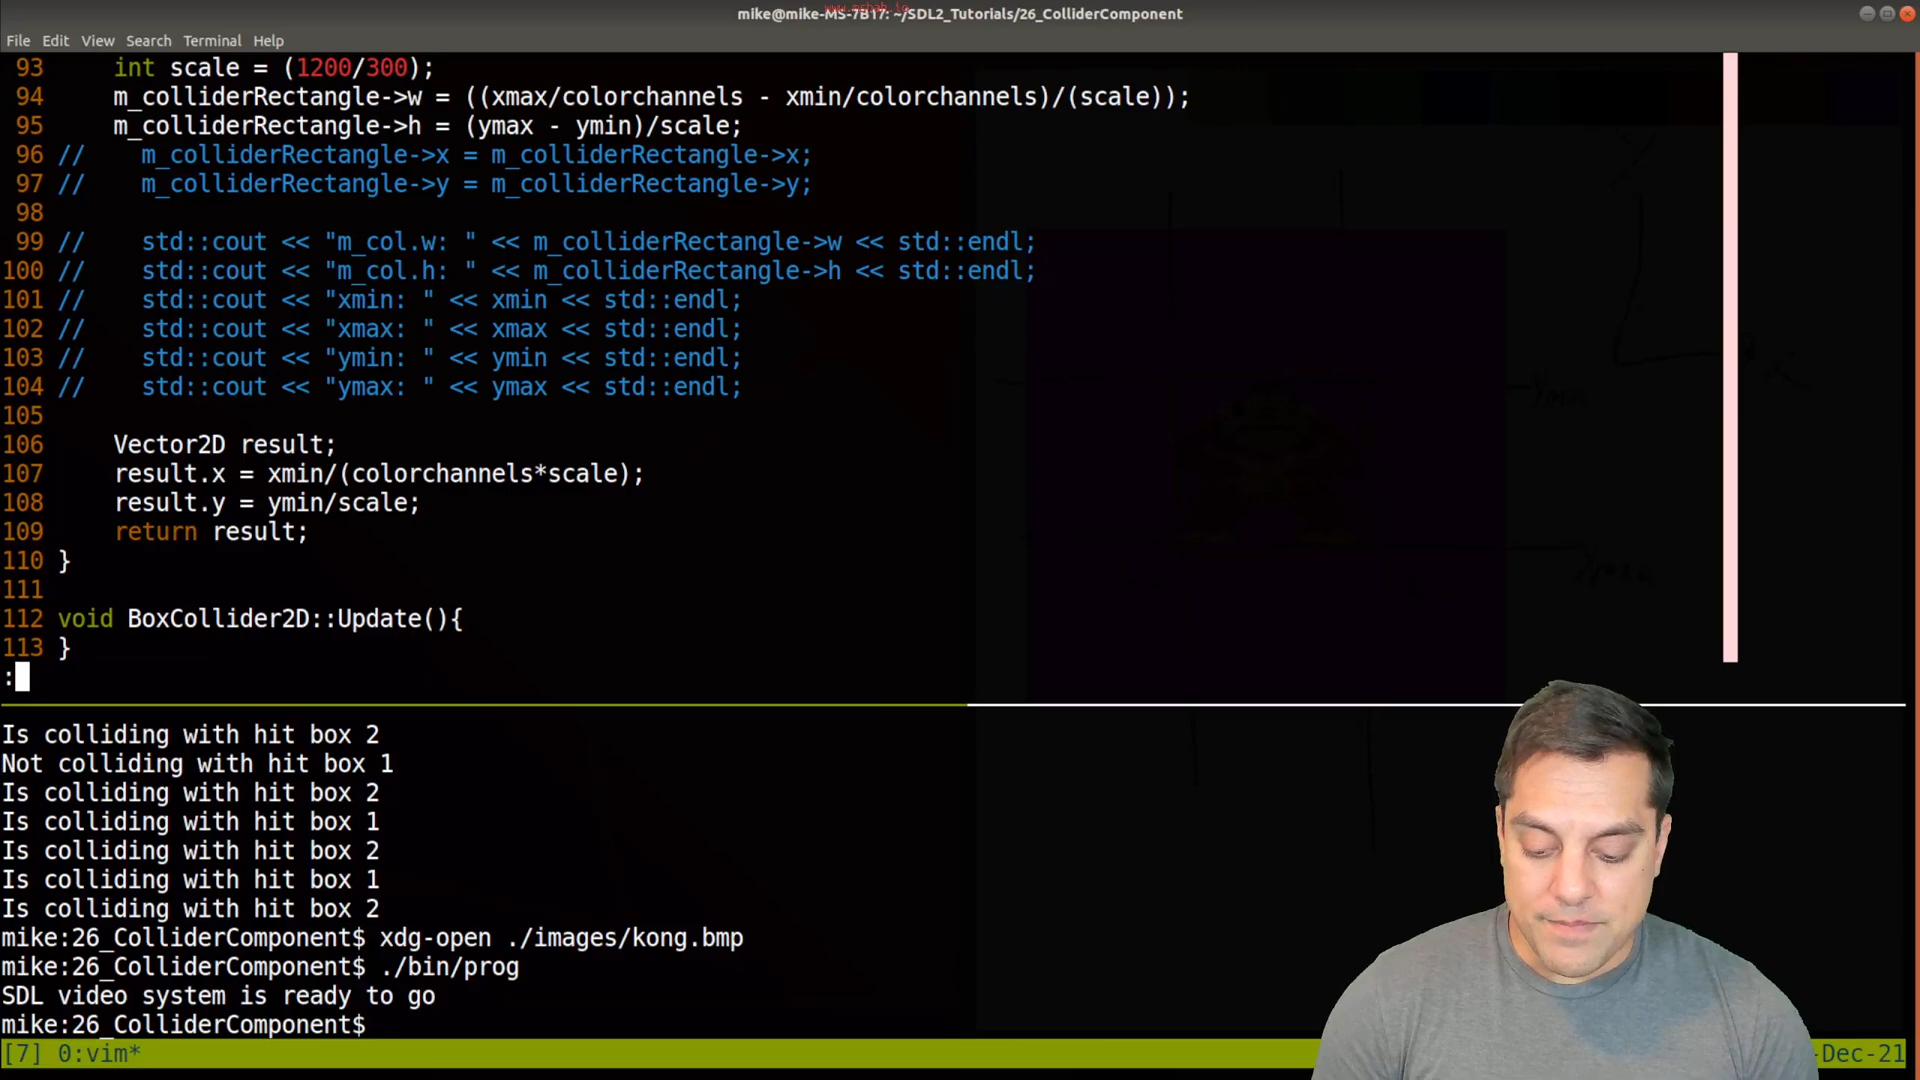 www.msbab.io
mike@mike-MS-7B17: ~/SDL2_Tutorials/26_ColliderComponent
File Edit View Search Terminal Help
93     int scale = (1200/300);
94     m_colliderRectangle->w = ((xmax/colorchannels - xmin/colorchannels)/(scale));
95     m_colliderRectangle->h = (ymax - ymin)/scale;
96 //    m_colliderRectangle->x = m_colliderRectangle->x;
97 //    m_colliderRectangle->y = m_colliderRectangle->y;
98
99 //    std::cout << "m_col.w: " << m_colliderRectangle->w << std::endl;
100 //    std::cout << "m_col.h: " << m_colliderRectangle->h << std::endl;
101 //    std::cout << "xmin: " << xmin << std::endl;
102 //    std::cout << "xmax: " << xmax << std::endl;
103 //    std::cout << "ymin: " << ymin << std::endl;
104 //    std::cout << "ymax: " << ymax << std::endl;
105
106     Vector2D result;
107     result.x = xmin/(colorchannels*scale);
108     result.y = ymin/scale;
109     return result;
110 }
111
112 void BoxCollider2D::Update(){
113 }
:
Is colliding with hit box 2
Not colliding with hit box 1
Is colliding with hit box 2
Is colliding with hit box 1
Is colliding with hit box 2
Is colliding with hit box 1
Is colliding with hit box 2
mike:26_ColliderComponent$ xdg-open ./images/kong.bmp
mike:26_ColliderComponent$ ./bin/prog
SDL video system is ready to go
mike:26_ColliderComponent$
[7] 0:vim* -Dec-21